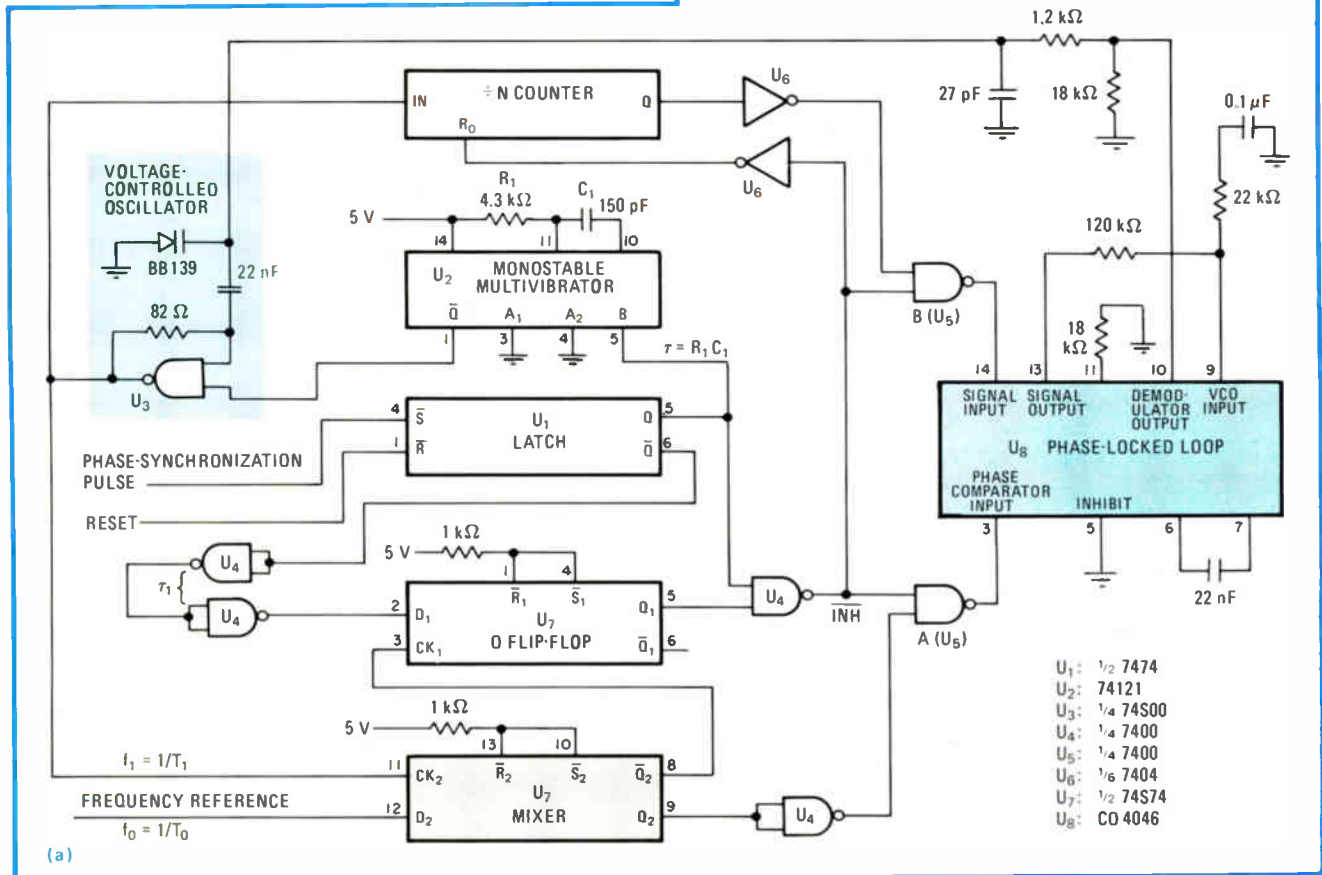 1,2 kΩ
27 pF
18 kΩ
0.1 µF
22 kΩ
120 kΩ
IN
÷N COUNTER
Q
R0
U6
U6
VOLTAGE-
CONTROLLED
OSCILLATOR
BB139
22 nF
82 Ω
U3
R1
4.3 kΩ
C1
150 pF
5 V
14
11
10
U2
MONOSTABLE
MULTIVIBRATOR
Q̅
A1
A2
B
1
3
4
5
τ = R1 C1
B (U5)
18
kΩ
14
13
11
10
9
SIGNAL
INPUT
SIGNAL
OUTPUT
DEMOD-
ULATOR
OUTPUT
VCO
INPUT
U8 PHASE-LOCKED LOOP
PHASE
COMPARATOR
INPUT
INHIBIT
3
5
6
7
22 nF
4
S̅
U1
LATCH
Q
5
1
R̅
Q̅
6
PHASE-SYNCHRONIZATION
PULSE
RESET
U4
τ1
U4
5 V
1 kΩ
1
4
R̅1
S̅1
2
D1
Q1
5
U7
O FLIP-FLOP
3
CK1
Q̅1
6
U4
I̅N̅H̅
A (U5)
5 V
1 kΩ
13
10
R̅2
S̅2
f1 = 1/T1
11
CK2
Q̅2
8
U7
MIXER
FREQUENCY REFERENCE
12
D2
Q2
9
f0 = 1/T0
U4
U1: 1/2 7474
U2: 74121
U3: 1/4 74S00
U4: 1/4 7400
U5: 1/4 7400
U6: 1/6 7404
U7: 1/2 74S74
U8: CO 4046
(a)